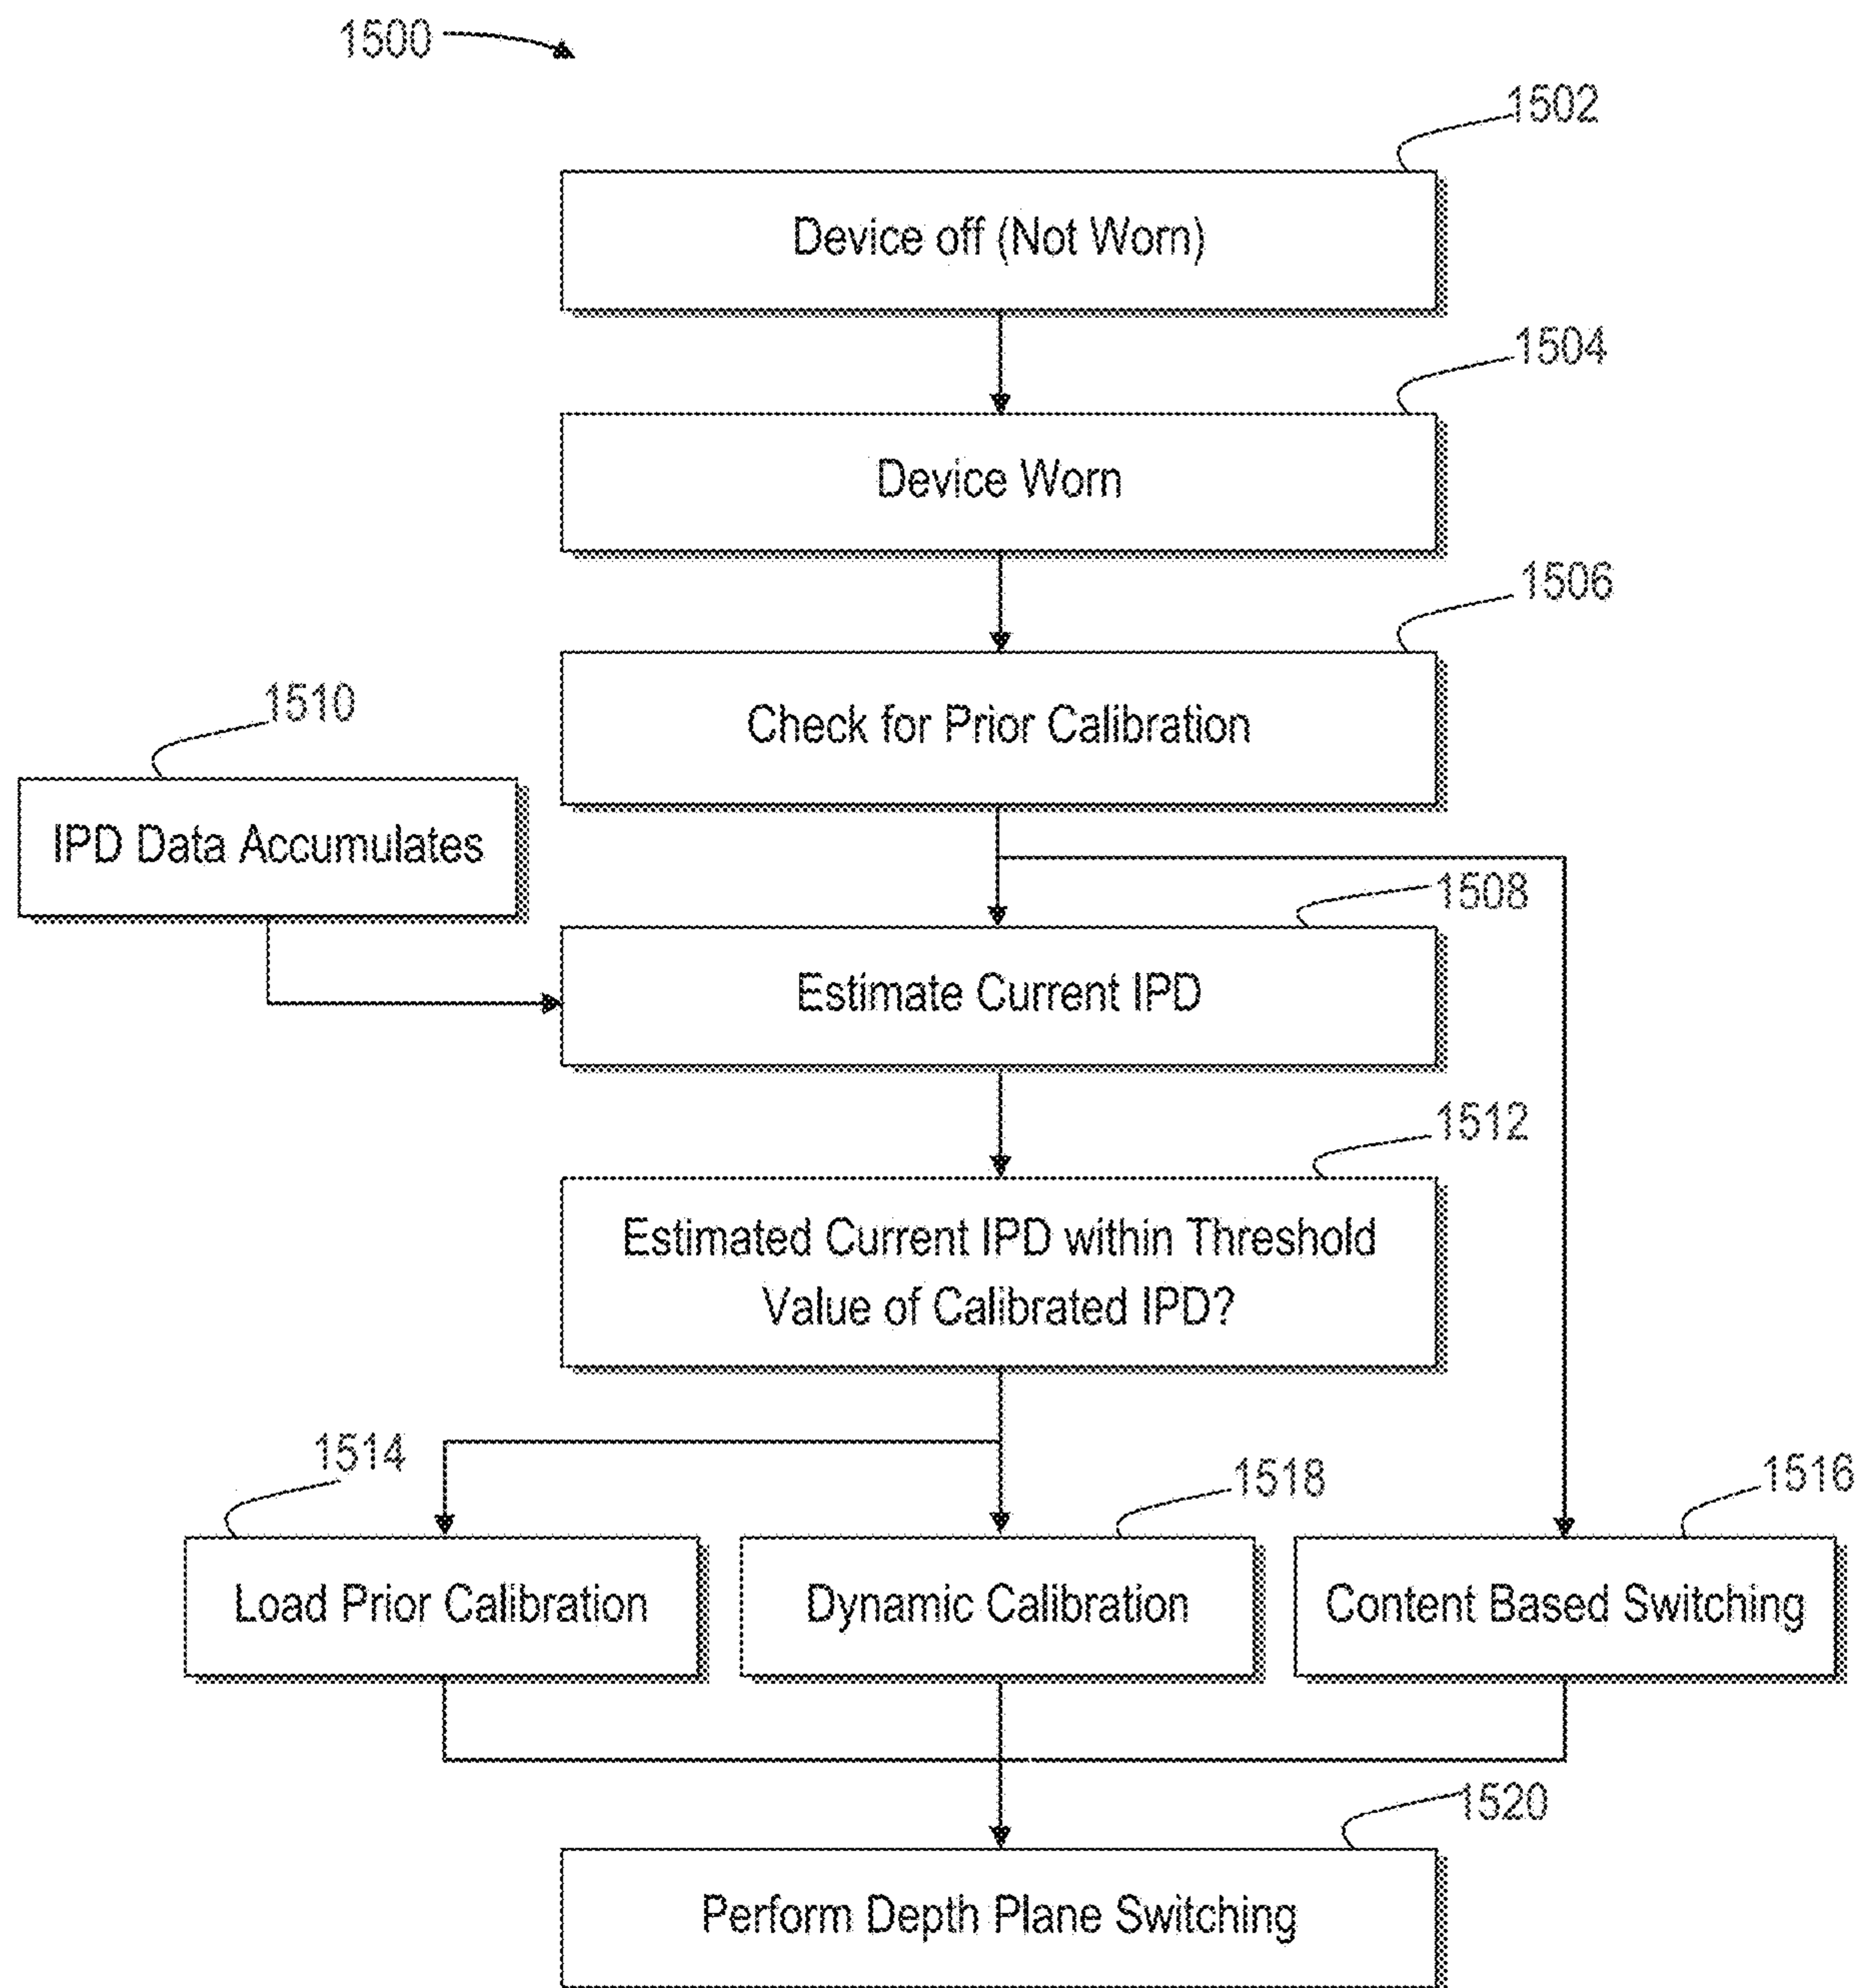 1500
1502
Device off (Not Worn)
1504
Device Worn
1506
Check for Prior Calibration
1510
IPD Data Accumulates
1508
Estimate Current IPD
1512
Estimated Current IPD within Threshold
Value of Calibrated IPD?
1514
1518
1516
Load Prior Calibration
Dynamic Calibration
Content Based Switching
1520
Perform Depth Plane Switching